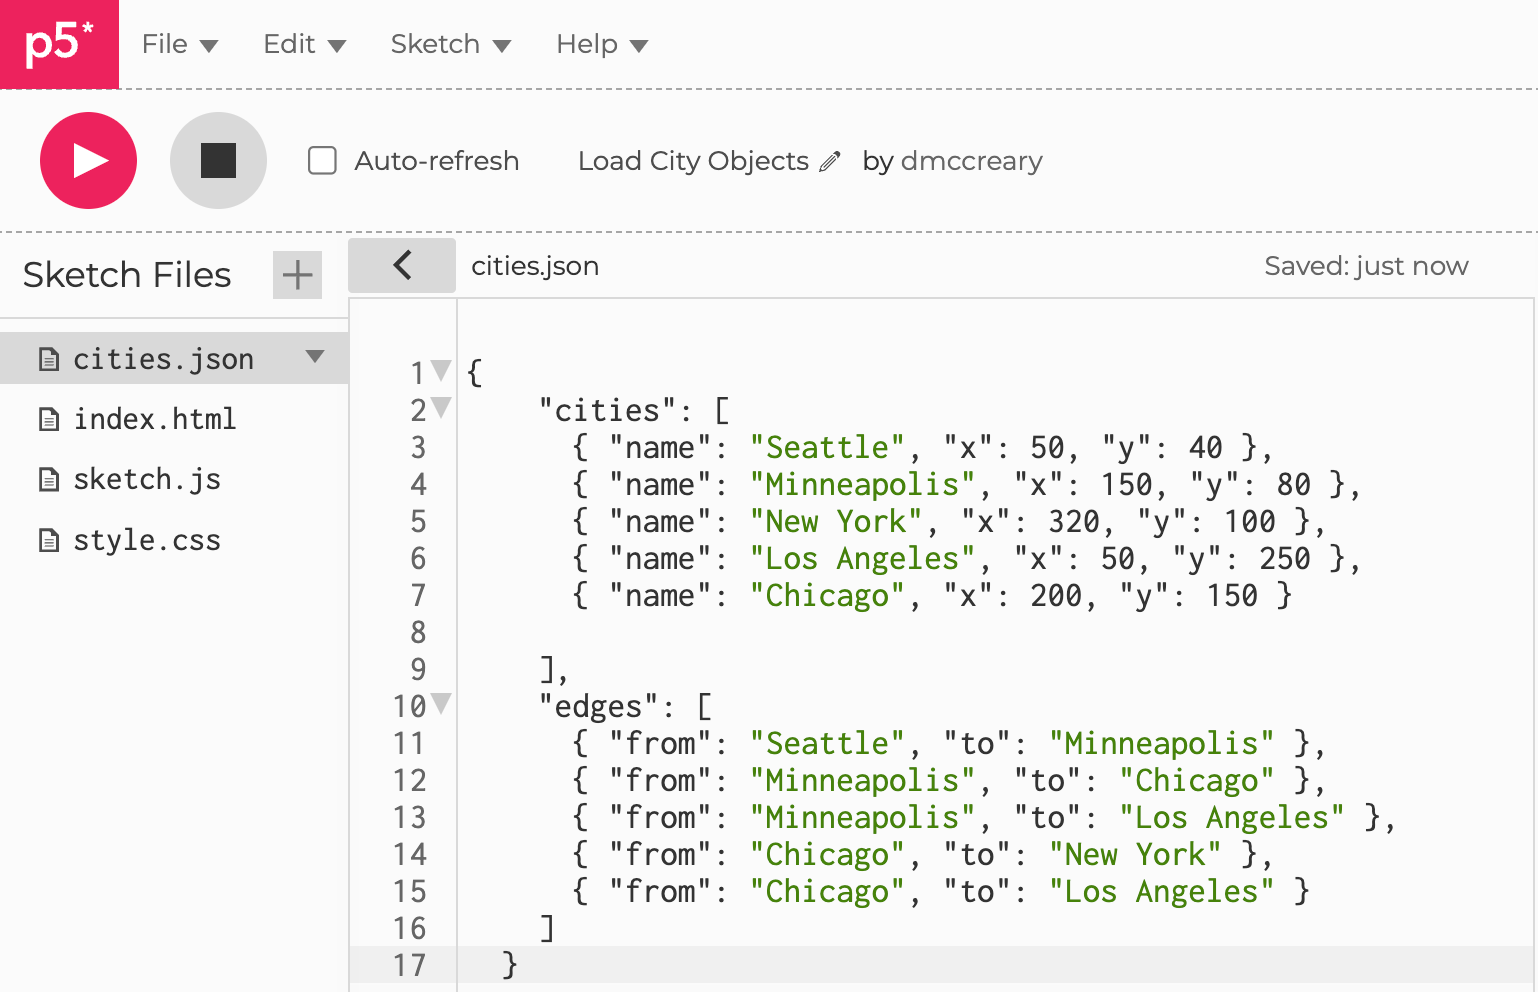 p5*
File Edit Sketch Help
Auto-refresh Load City Objects by dmccreary
Sketch Files
cities.json
index.html
sketch.js
style.css
cities.json Saved: just now
1 {
2     "cities": [
3       { "name": "Seattle", "x": 50, "y": 40 },
4       { "name": "Minneapolis", "x": 150, "y": 80 },
5       { "name": "New York", "x": 320, "y": 100 },
6       { "name": "Los Angeles", "x": 50, "y": 250 },
7       { "name": "Chicago", "x": 200, "y": 150 }
8
9     ],
10     "edges": [
11       { "from": "Seattle", "to": "Minneapolis" },
12       { "from": "Minneapolis", "to": "Chicago" },
13       { "from": "Minneapolis", "to": "Los Angeles" },
14       { "from": "Chicago", "to": "New York" },
15       { "from": "Chicago", "to": "Los Angeles" }
16     ]
17   }